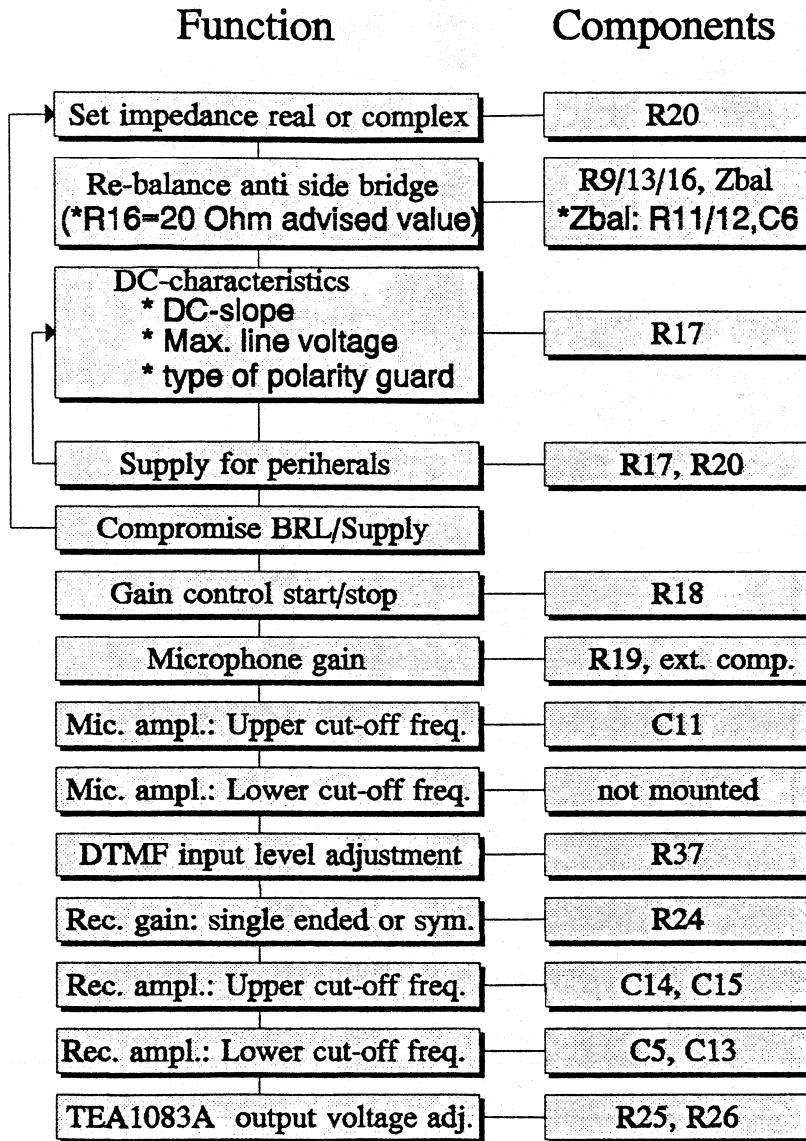 Function Components
Set impedance real or complex R20
Re-balance anti side bridge
(*R16=20 Ohm advised value)
R9/13/16, Zbal
*Zbal: R11/12,C6
DC-characteristics
* DC-slope
* Max. line voltage
* type of polarity guard
R17
Supply for periherals R17, R20
Compromise BRL/Supply
Gain control start/stop R18
Microphone gain R19, ext. comp.
Mic. ampl.: Upper cut-off freq. C11
Mic. ampl.: Lower cut-off freq. not mounted
DTMF input level adjustment R37
Rec. gain: single ended or sym. R24
Rec. ampl.: Upper cut-off freq. C14, C15
Rec. ampl.: Lower cut-off freq. C5, C13
TEA1083A output voltage adj. R25, R26